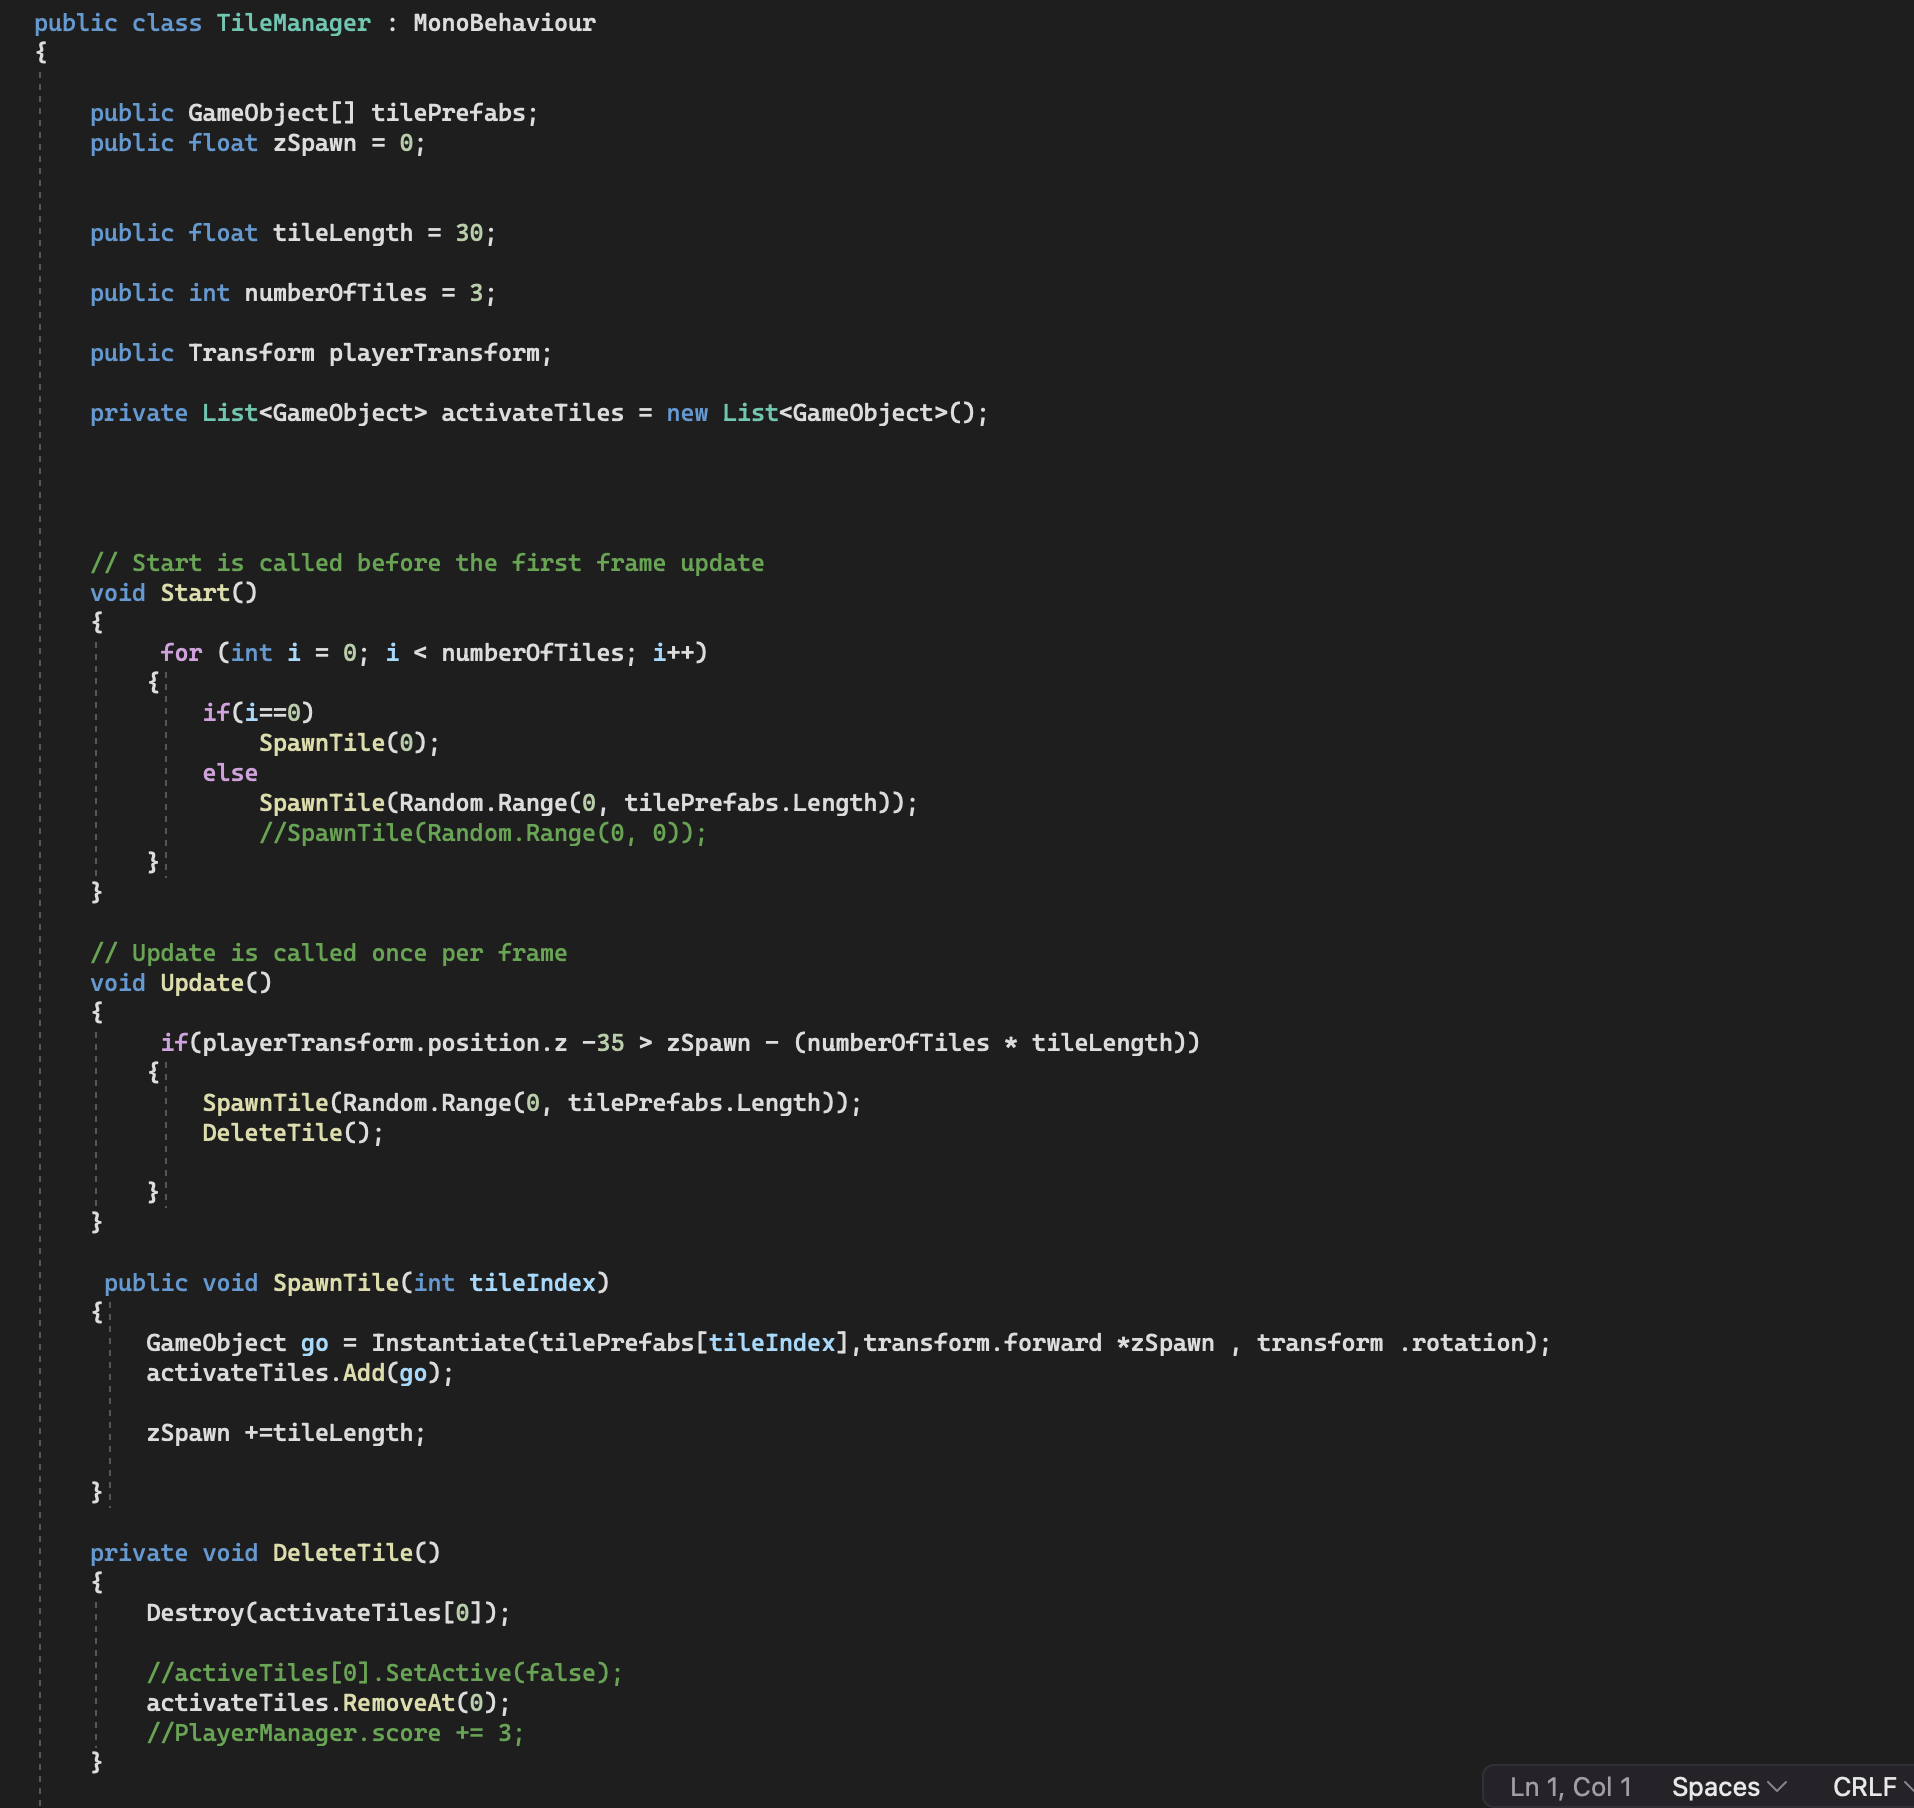 public class TileManager : MonoBehaviour
{
public GameObject[] tilePrefabs;
public float zSpawn = 0;
public float tileLength = 30;
public int numberOfTiles = 3;
public Transform playerTransform;
private List<GameObject> activateTiles = new List<GameObject>();
// Start is called before the first frame update
void Start()
{
for (int i = 0; i < numberOfTiles; i++)
{
if(i==0)
SpawnTile(0);
else
SpawnTile(Random.Range(0, tilePrefabs.Length));
//SpawnTile(Random.Range(0, 0));
}
}
// Update is called once per frame
void Update()
{
if(playerTransform.position.z -35 > zSpawn - (numberOfTiles * tileLength))
{
SpawnTile(Random.Range(0, tilePrefabs.Length));
DeleteTile();
}
}
public void SpawnTile(int tileIndex)
{
GameObject go = Instantiate(tilePrefabs[tileIndex],transform.forward *zSpawn , transform .rotation);
activateTiles.Add(go);
zSpawn +=tileLength;
}
private void DeleteTile()
{
Destroy(activateTiles[0]);
//activeTiles[0].SetActive(false);
activateTiles.RemoveAt(0);
//PlayerManager.score += 3;
}
Ln 1, Col 1 Spaces CRLF